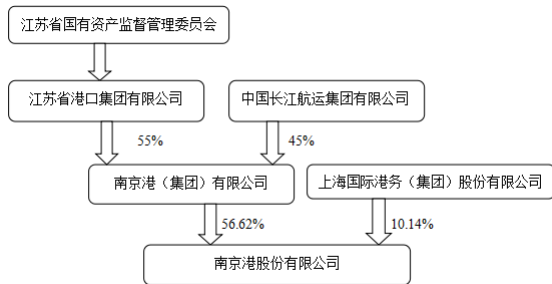 江苏省国有资产监督管理委员会
江苏省港口集团有限公司
中国长江航运集团有限公司
55%
45%
南京港（集团）有限公司
上海国际港务（集团）股份有限公司
56.62%
10.14%
南京港股份有限公司